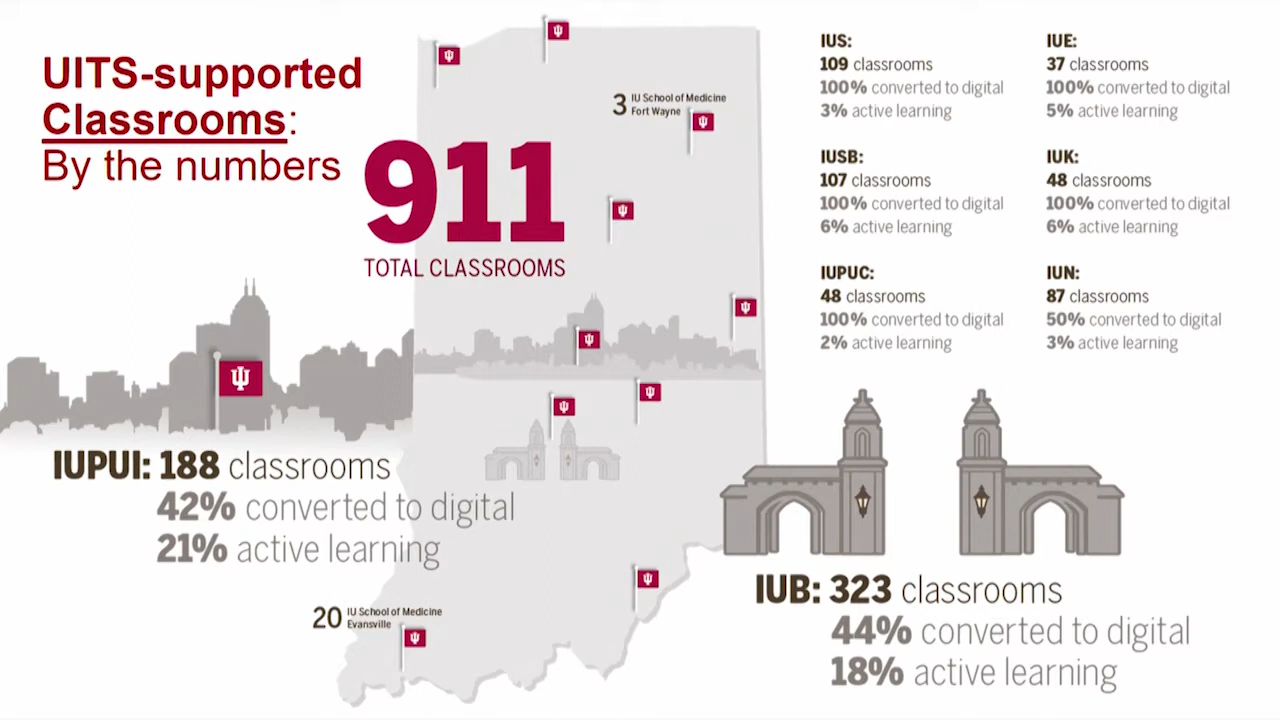 UITS-supported
Classrooms:
By the numbers
911
TOTAL CLASSROOMS
3 IU School of Medicine
Fort Wayne
IUPUI: 188 classrooms
42% converted to digital
21% active learning
20 IU School of Medicine
Evansville
IUS:
109 classrooms
100% converted to digital
3% active learning
IUE:
37 classrooms
100% converted to digital
5% active learning
IUSB:
107 classrooms
100% converted to digital
6% active learning
IUK:
48 classrooms
100% converted to digital
6% active learning
IUPUC:
48 classrooms
100% converted to digital
2% active learning
IUN:
87 classrooms
50% converted to digital
3% active learning
IUB: 323 classrooms
44% converted to digital
18% active learning